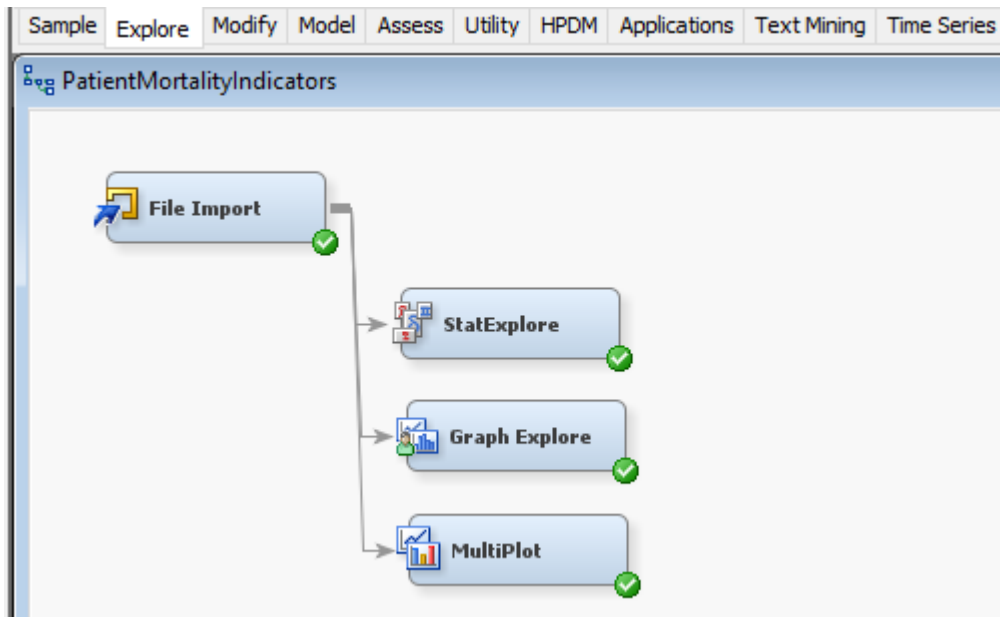 Sample Explore Modify Model Assess Utility HPDM Applications Text Mining Time Series
PatientMortalityIndicators
File Import
StatExplore
Graph Explore
MultiPlot